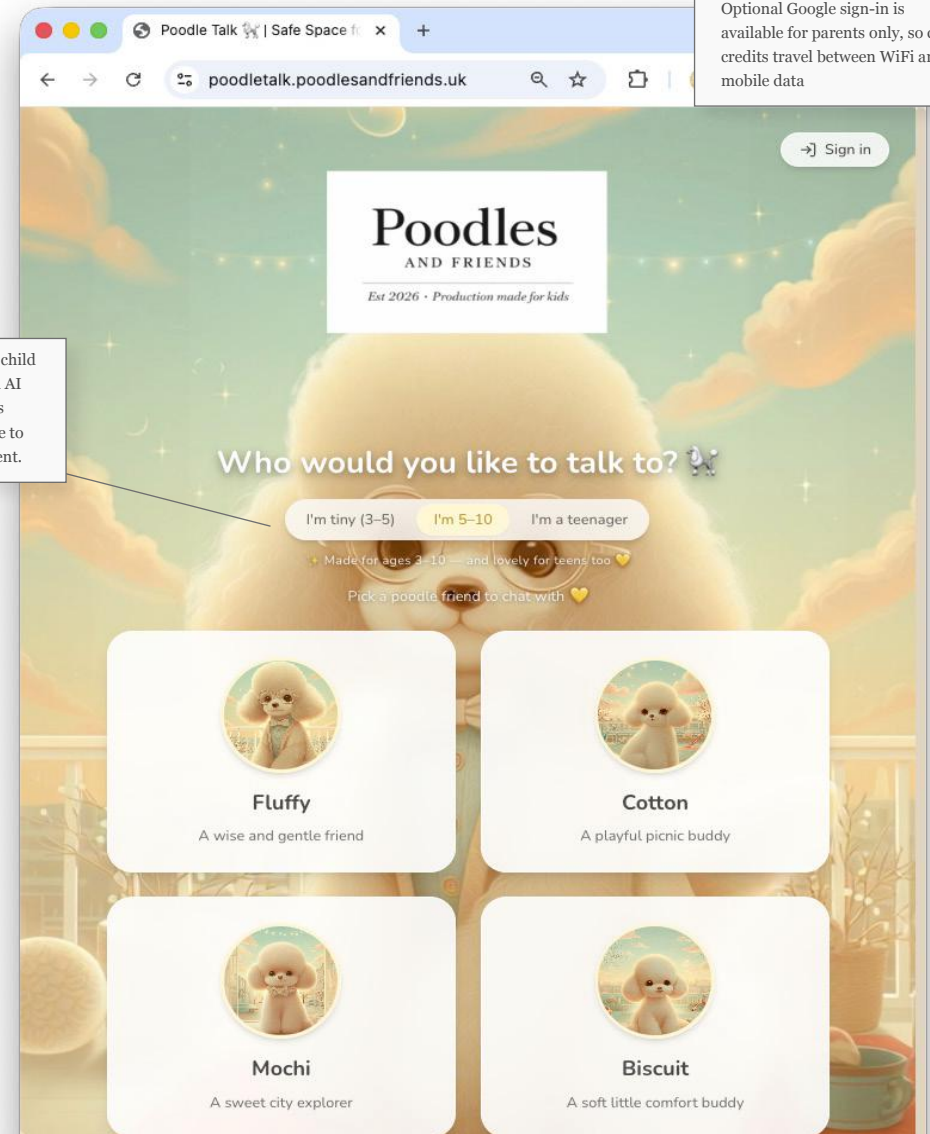 Optional Google sign-in is
available for parents only, so
credits travel between WiFi
mobile data
Poodle Talk 🐩 | Safe Space
poodletalk.poodlesandfriends.uk
Sign in
Poodles
AND FRIENDS
Est 2026 · Production made for kids
child
AI
e to
Who would you like to talk to? 🐩
I'm tiny (3–5) I'm 5–10 I'm a teenager
✨ Made for ages 3–10 — and lovely for teens too 💛
Pick a poodle friend to chat with 💛
Fluffy
A wise and gentle friend
Cotton
A playful picnic buddy
Mochi
A sweet city explorer
Biscuit
A soft little comfort buddy